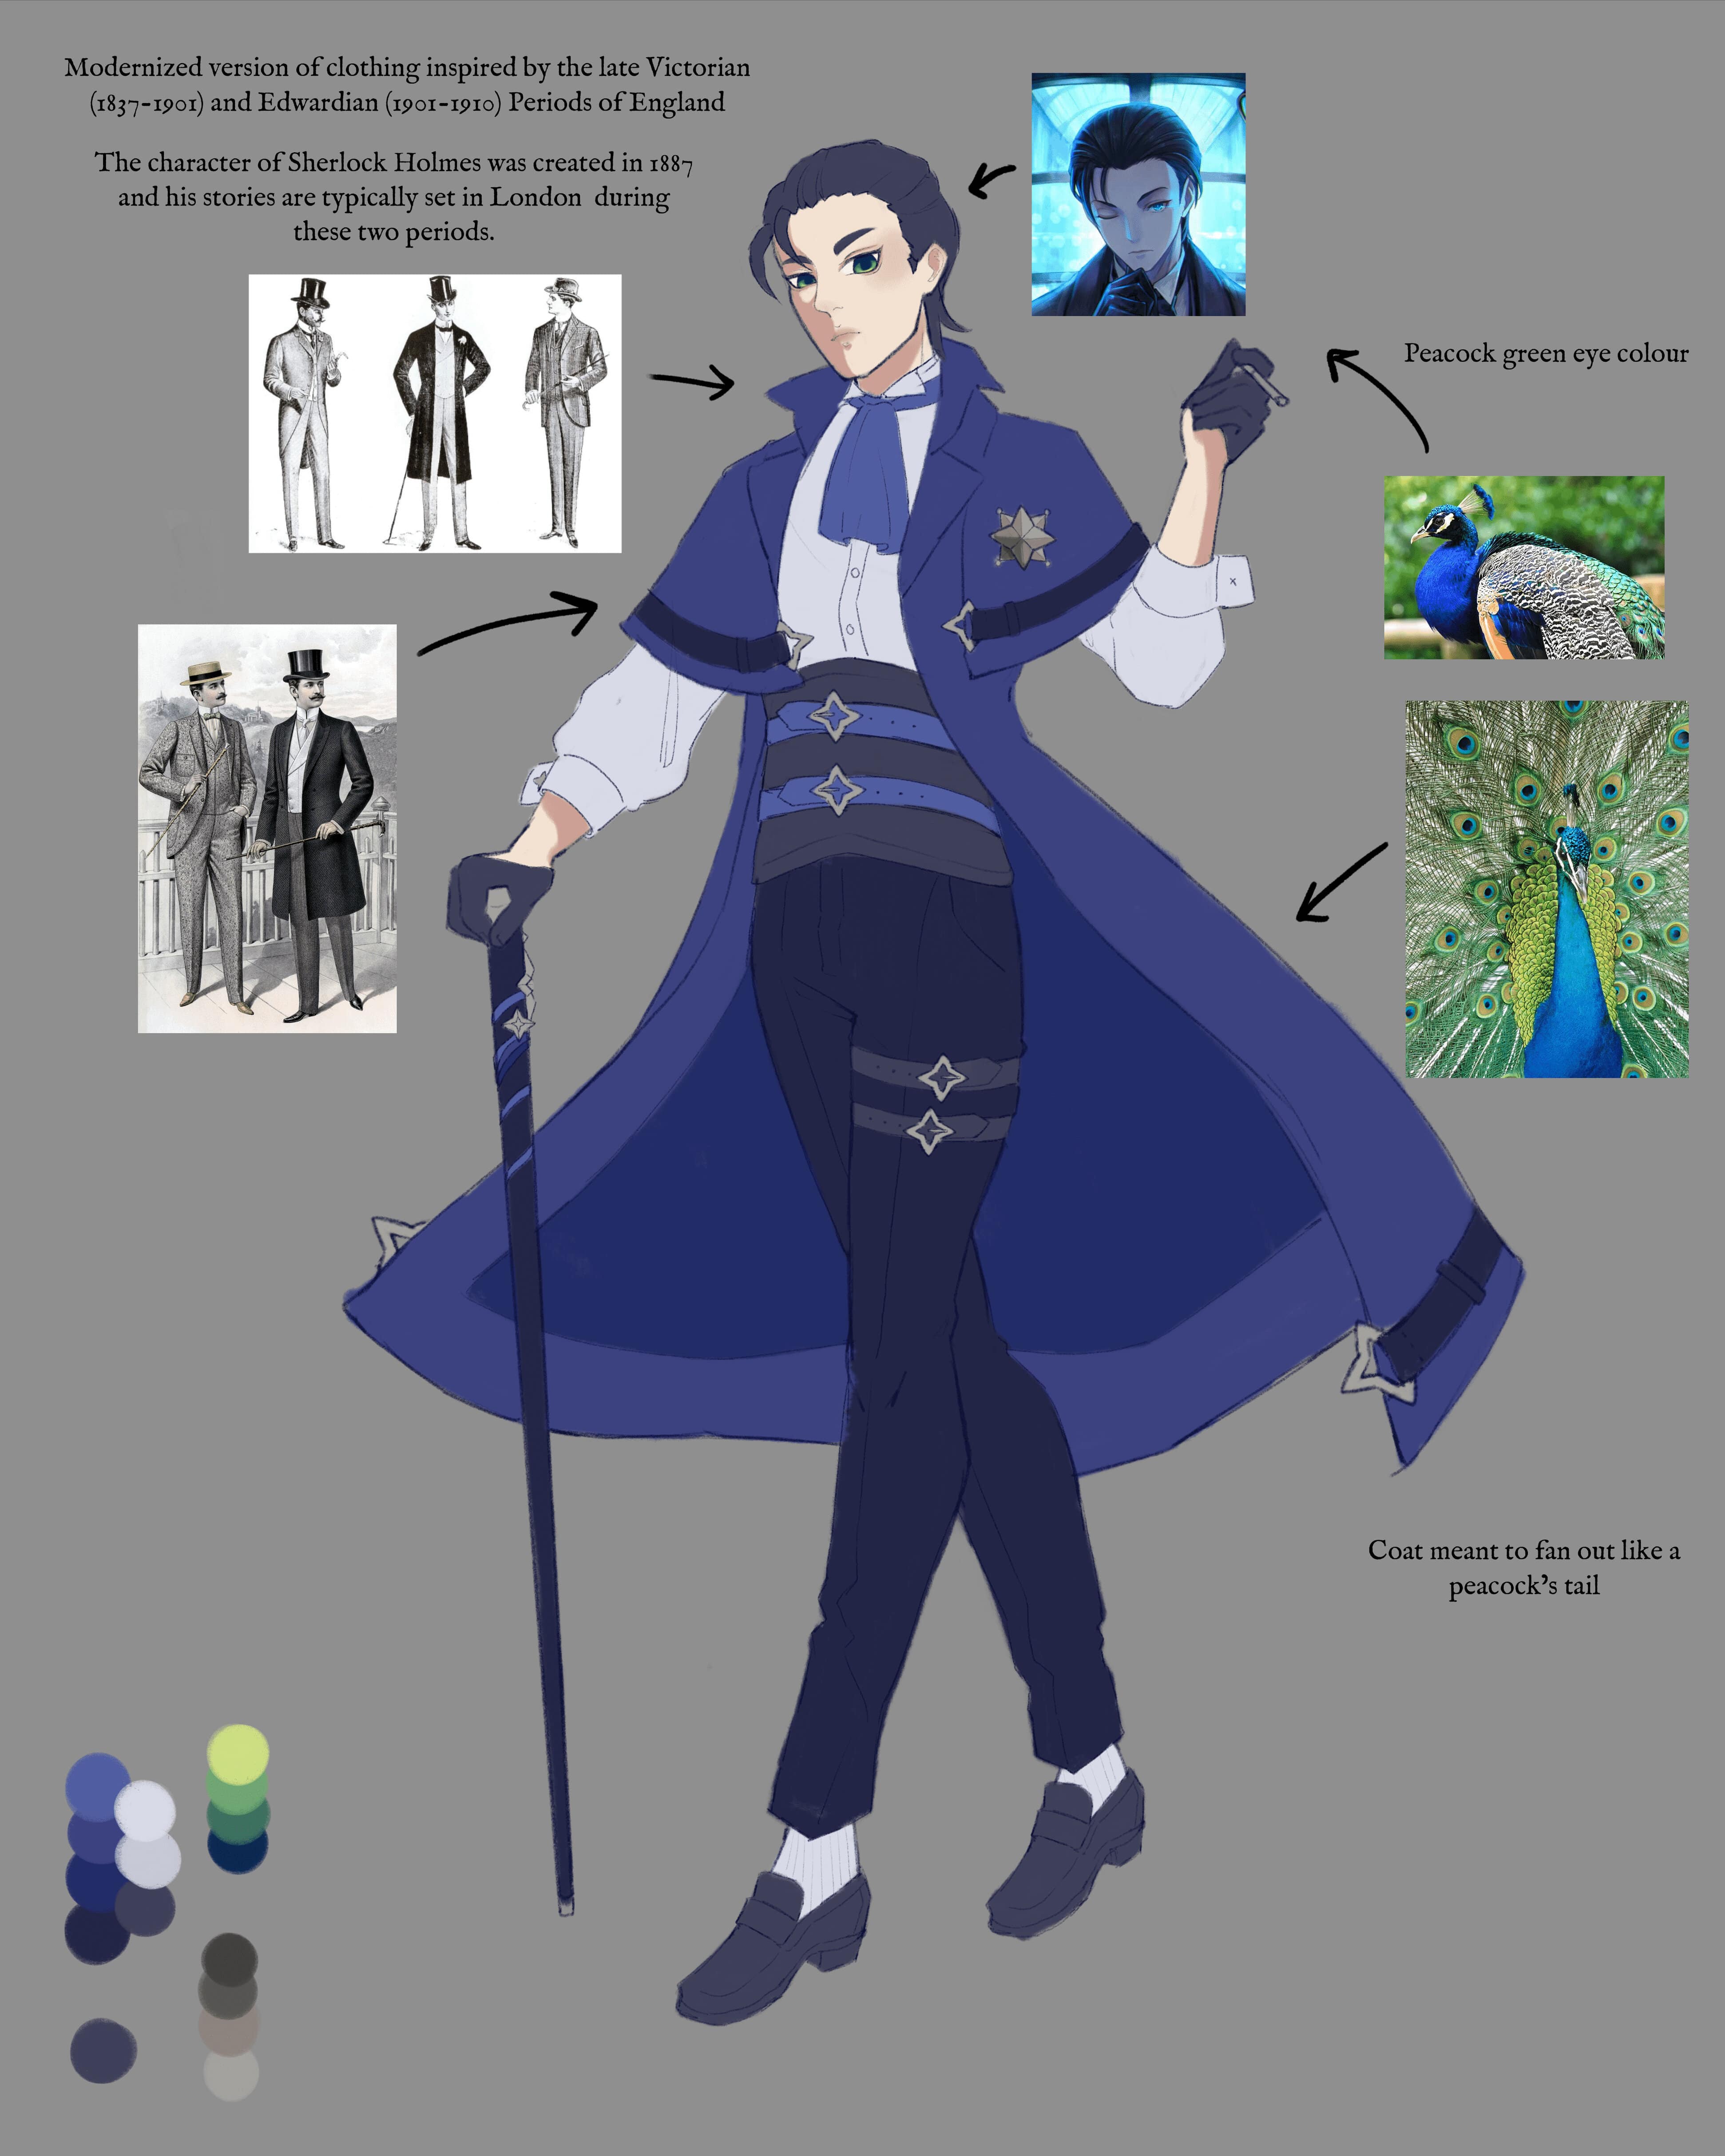 Modernized version of clothing inspired by the late Victorian
(1837-1901) and Edwardian (1901-1910) Periods of England
The character of Sherlock Holmes was created in 1887
and his stories are typically set in London during
these two periods.
Peacock green eye colour
Coat meant to fan out like a
peacock's tail